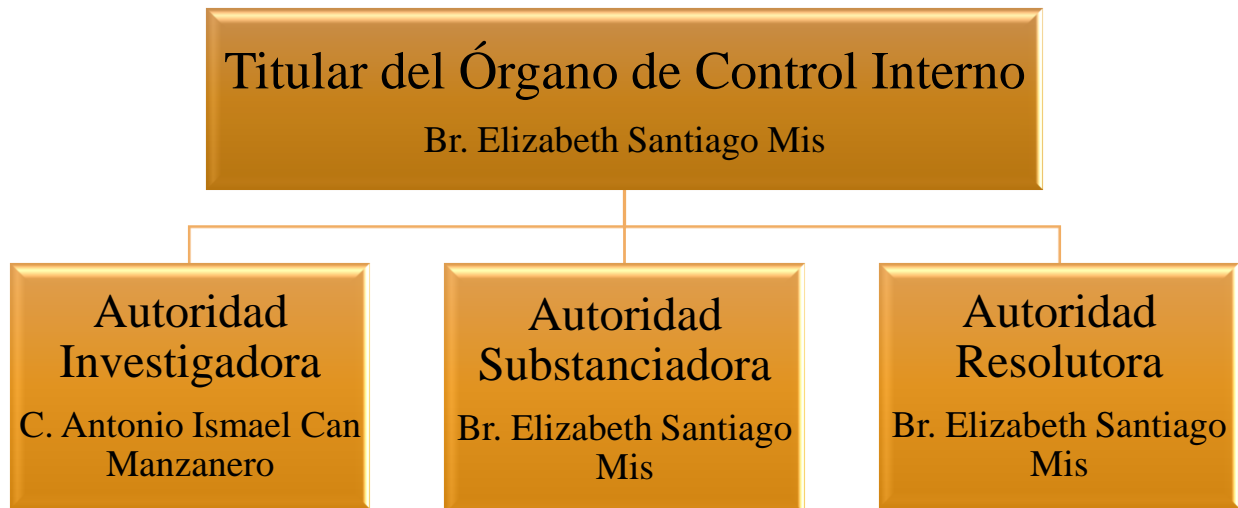 Titular del Órgano de Control Interno
Br. Elizabeth Santiago Mis
Autoridad
Investigadora
C. Antonio Ismael Can
Manzanero
Autoridad
Substanciadora
Br. Elizabeth Santiago
Mis
Autoridad
Resolutora
Br. Elizabeth Santiago
Mis